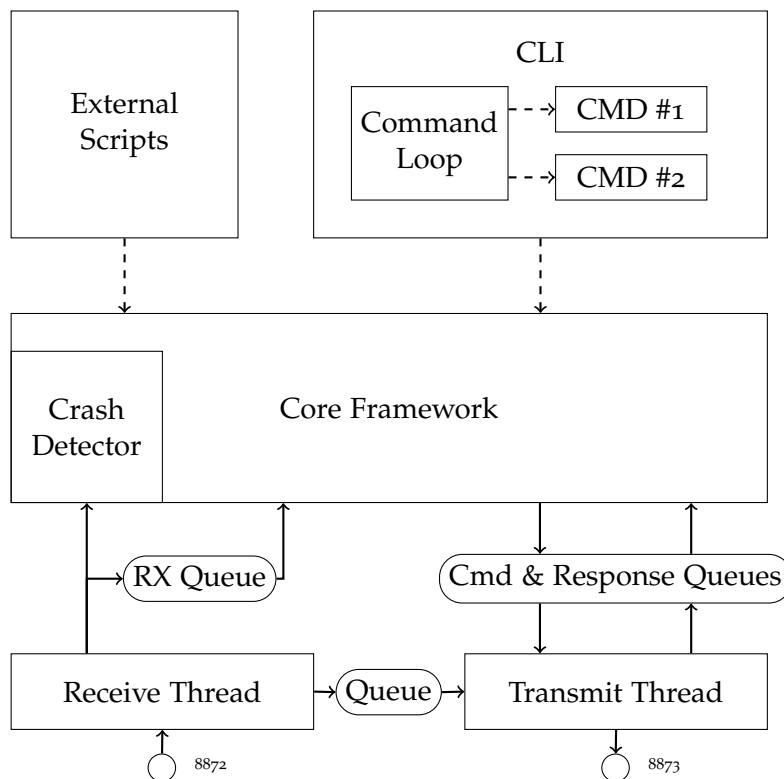 External
Scripts
CLI
Command
Loop
CMD #1
CMD #2
Crash
Detector
Core Framework
RX Queue
Cmd & Response Queues
Receive Thread
Queue
Transmit Thread
8872
8873